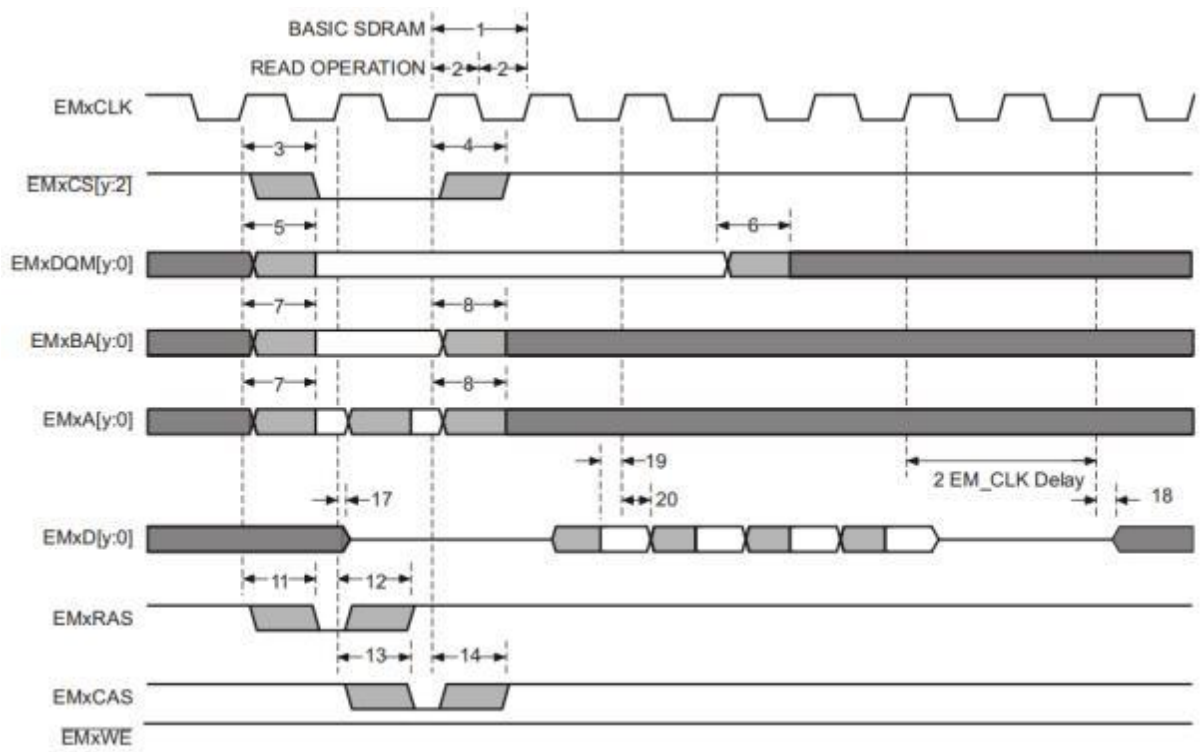 BASIC SDRAM 1
READ OPERATION 2 2
EMxCLK
3 4
EMxCS[y:2]
5 6
EMxDQM[y:0]
7 8
EMxBA[y:0]
7 8
EMxA[y:0]
19
2 EM_CLK Delay
17 20 18
EMxD[y:0]
11 12
EMxRAS
13 14
EMxCAS
EMxWE